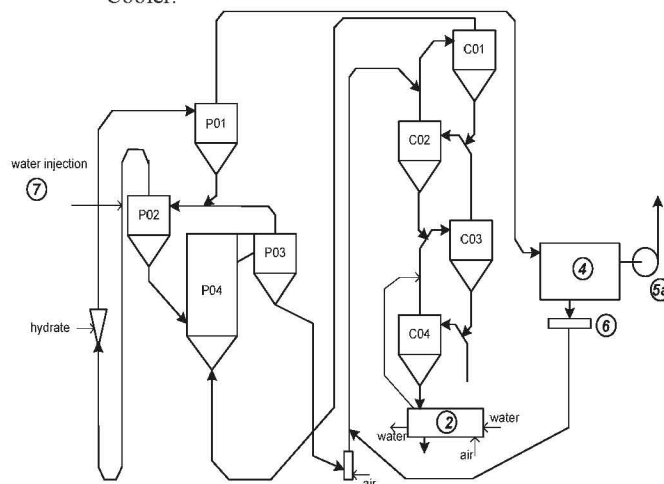 Cooler.
C01
P01
C02
water injection
7
P02
P03
C03
P04
4
5a
hydrate
6
C04
2
water
water
air
air